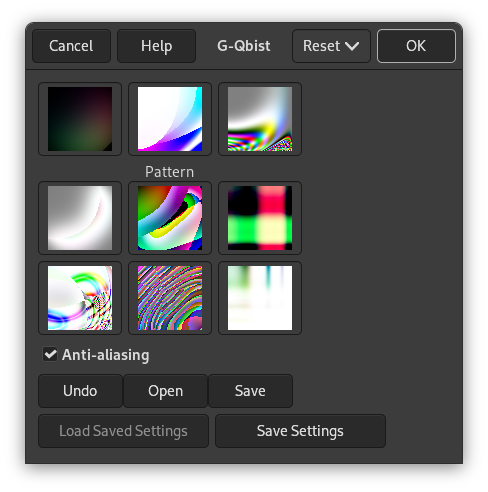 Cancel Help G-Qbist Reset OK
Pattern
Anti-aliasing
Undo Open Save
Load Saved Settings Save Settings